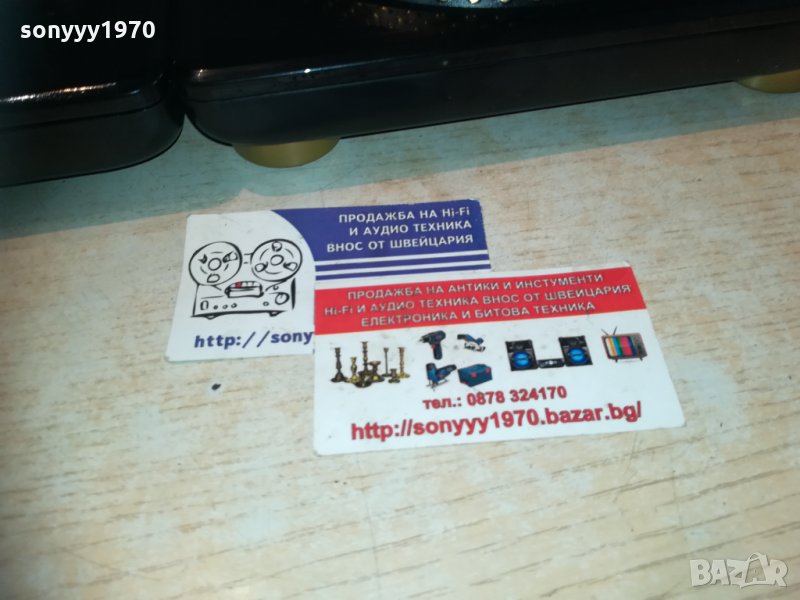 sonyyy1970
ПРОДАЖБА НА Hi-Fi
И АУДИО ТЕХНИКА
ВНОС ОТ ШВЕЙЦАРИЯ
http://sony
ПРОДАЖБА НА АНТИКИ И ИНСТУМЕНТИ
Hi-Fi И АУДИО ТЕХНИКА ВНОС ОТ ШВЕЙЦАРИЯ
ЕЛЕКТРОНИКА И БИТОВА ТЕХНИКА
тел.: 0878 324170
http://sonyyy1970.bazar.bg/
BAZAR